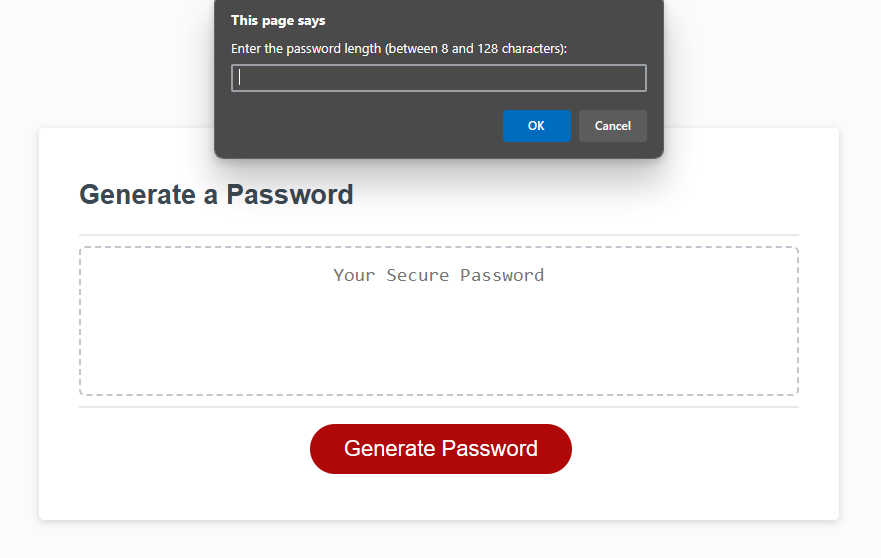 This page says
Enter the password length (between 8 and 128 characters):
OK
Cancel
Generate a Password
Your Secure Password
Generate Password